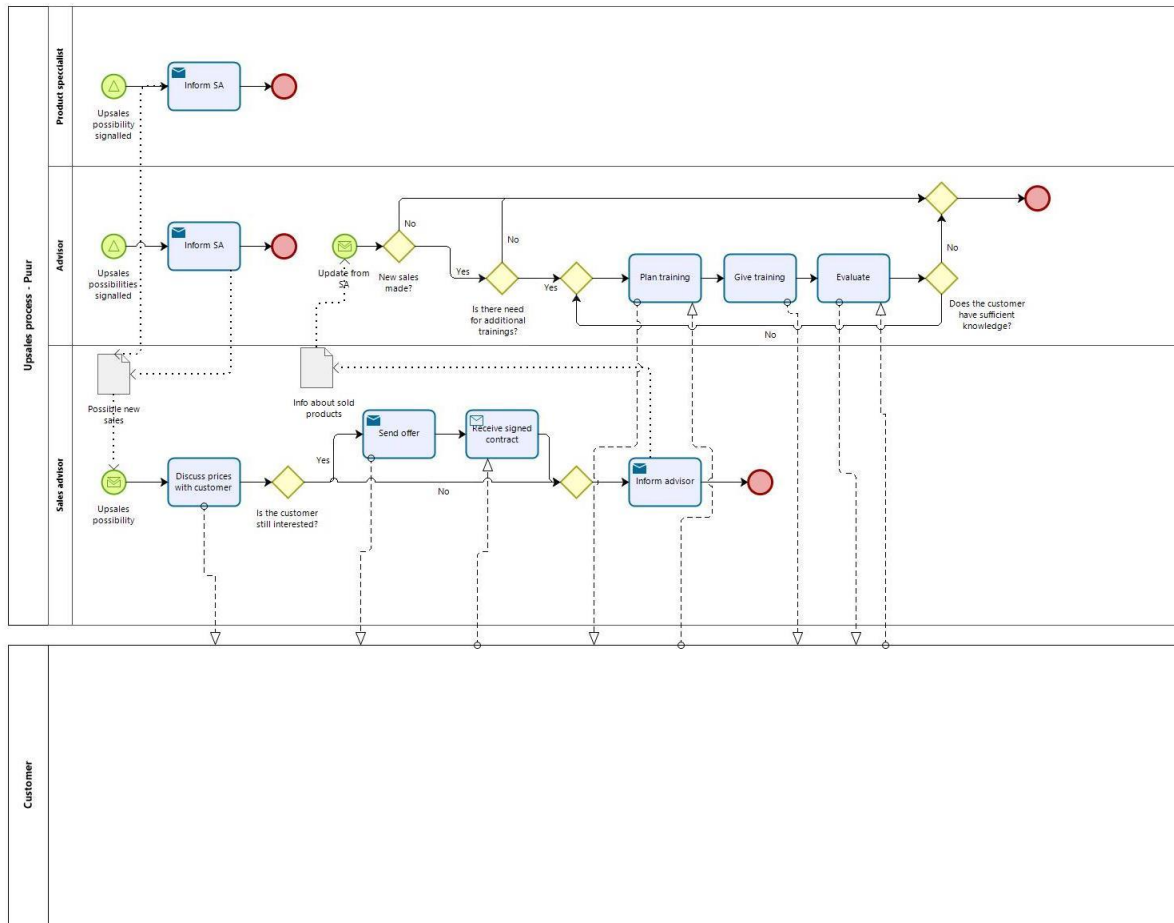 Upsales process - Puur
Product speccialist
Inform SA
Upsales
possibility
signalled
Advisor
Inform SA
Upsales
possibilities
signalled
Update from
SA
No
New sales
made?
Yes
No
Is there need
for additional
trainings?
Yes
Plan training
Give training
Evaluate
No
Does the customer
have sufficient
knowledge?
No
Sales advisor
Possible new
sales
Info about sold
products
Upsales
possibility
Discuss prices
with customer
Is the customer
still interested?
Yes
Send offer
Receive signed
contract
No
Inform advisor
Customer